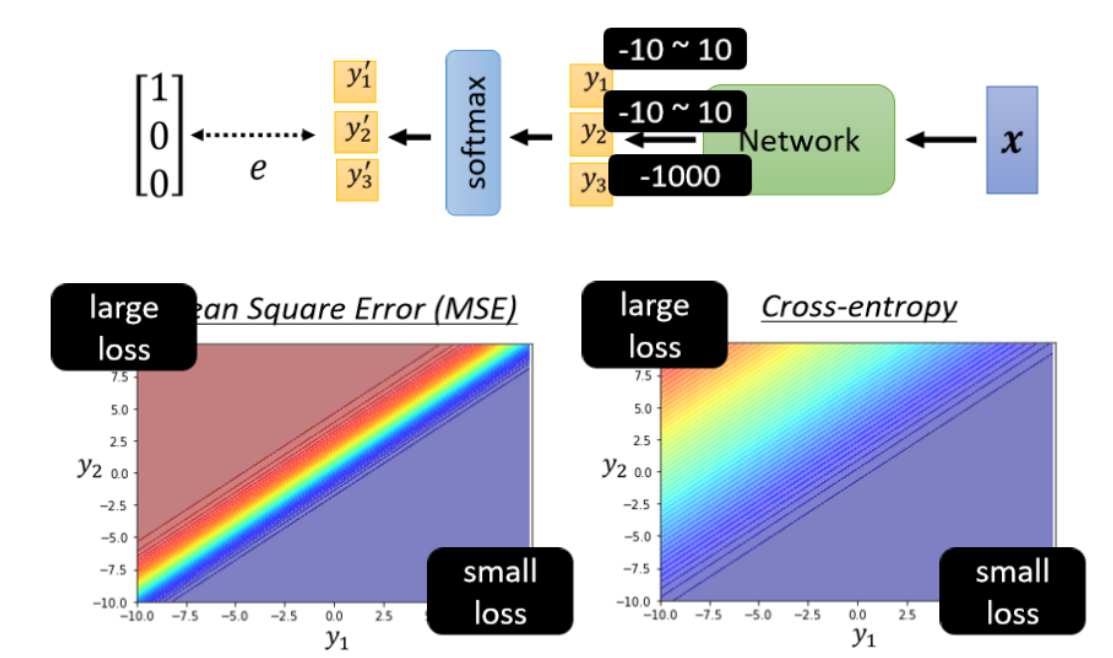 -10 ~ 10
-10 ~ 10
-1000
[1
0
0]
e
y₁′
y₂′
y₃′
softmax
y₁
y₂
y₃
Network
x
large
loss
ean Square Error (MSE)
7.5
5.0
2.5
0.0
−2.5
−5.0
−7.5
−10.0
y₂
−10.0 −7.5 −5.0 −2.5 0.0 2.5
y₁
small
loss
large
loss
Cross-entropy
7.5
5.0
2.5
0.0
−2.5
−5.0
−7.5
−10.0
y₂
−10.0 −7.5 −5.0 −2.5 0.0 2.5
y₁
small
loss